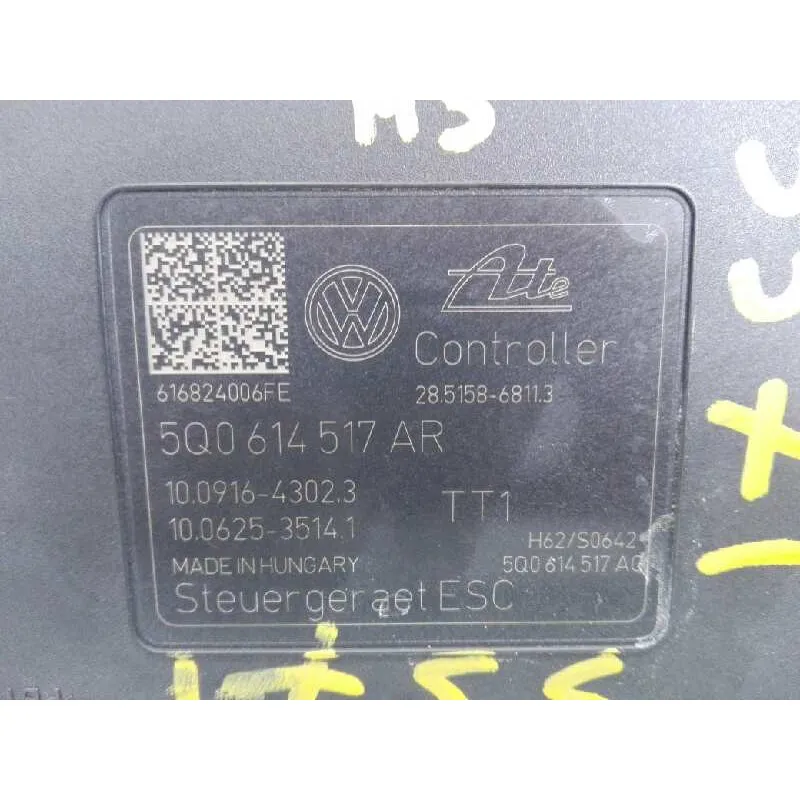 HS
Ate
Controller
616824006FE
28.5158-6811.3
5Q0 614 517 AR
10.0916-4302.3
TT1
10.0625-3514.1
H62/S0642
MADE IN HUNGARY
5Q0 614 517 AQ
Steuergeraet ESC